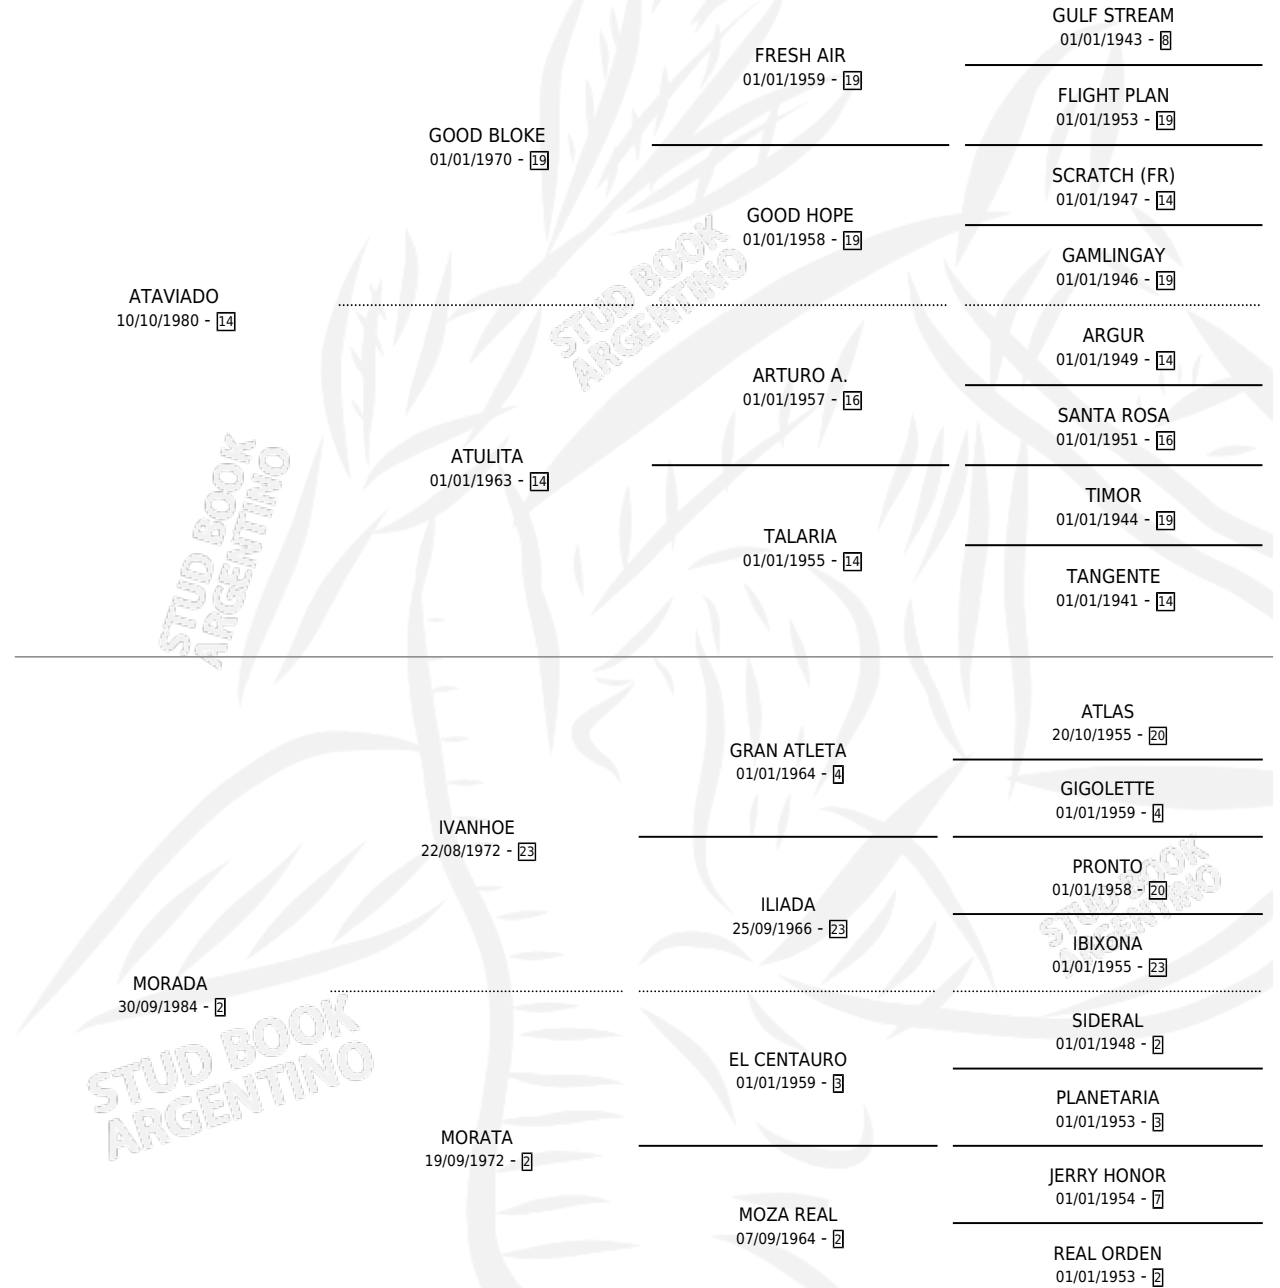 GULF STREAM
01/01/1943 - 8
FRESH AIR
01/01/1959 - 19
FLIGHT PLAN
01/01/1953 - 19
GOOD BLOKE
01/01/1970 - 19
SCRATCH (FR)
01/01/1947 - 14
GOOD HOPE
01/01/1958 - 19
GAMLINGAY
01/01/1946 - 19
ATAVIADO
10/10/1980 - 14
STUD BOOK
ARGENTINO
ARGUR
01/01/1949 - 14
ARTURO A.
01/01/1957 - 16
SANTA ROSA
01/01/1951 - 16
ATULITA
01/01/1963 - 14
TIMOR
01/01/1944 - 19
TALARIA
01/01/1955 - 14
TANGENTE
01/01/1941 - 14
STUD BOOK
ARGENTINO
ATLAS
20/10/1955 - 20
GRAN ATLETA
01/01/1964 - 4
GIGOLETTE
01/01/1959 - 4
IVANHOE
22/08/1972 - 23
PRONTO
01/01/1958 - 20
ILIADA
25/09/1966 - 23
IBIXONA
01/01/1955 - 23
STUD BOOK
ARGENTINO
MORADA
30/09/1984 - 2
SIDERAL
01/01/1948 - 2
EL CENTAURO
01/01/1959 - 3
PLANETARIA
01/01/1953 - 3
STUD BOOK
ARGENTINO
MORATA
19/09/1972 - 2
JERRY HONOR
01/01/1954 - 7
MOZA REAL
07/09/1964 - 2
REAL ORDEN
01/01/1953 - 2